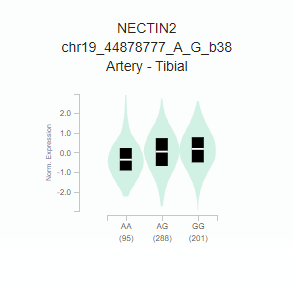 NECTIN2
chr19_44878777_A_G_b38
Artery - Tibial
Norm. Expression
2.0
1.0
0.0
-1.0
-2.0
AA AG GG
(95) (288) (201)